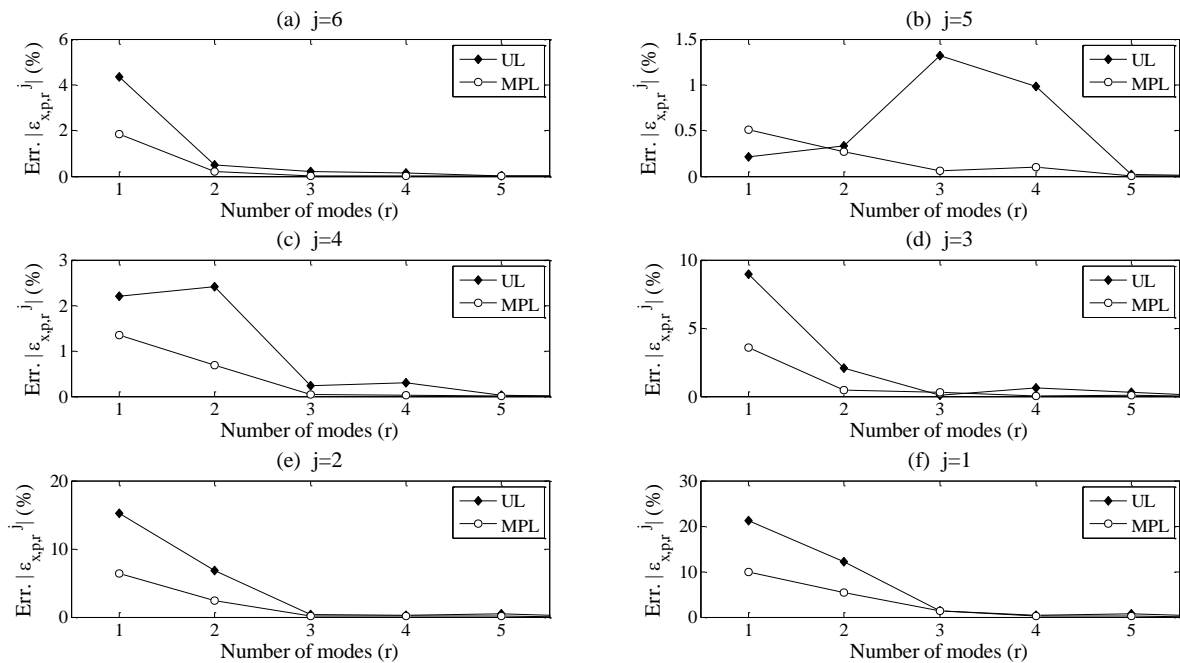 (a) j=6
Err. |ε_{x,p,r}^{j}| (%)
6
4
2
0
UL
MPL
1 2 3 4 5
Number of modes (r)
(b) j=5
Err. |ε_{x,p,r}^{j}| (%)
1.5
1
0.5
0
UL
MPL
1 2 3 4 5
Number of modes (r)
(c) j=4
Err. |ε_{x,p,r}^{j}| (%)
3
2
1
0
UL
MPL
1 2 3 4 5
Number of modes (r)
(d) j=3
Err. |ε_{x,p,r}^{j}| (%)
10
5
0
UL
MPL
1 2 3 4 5
Number of modes (r)
(e) j=2
Err. |ε_{x,p,r}^{j}| (%)
20
10
0
UL
MPL
1 2 3 4 5
Number of modes (r)
(f) j=1
Err. |ε_{x,p,r}^{j}| (%)
30
20
10
0
UL
MPL
1 2 3 4 5
Number of modes (r)